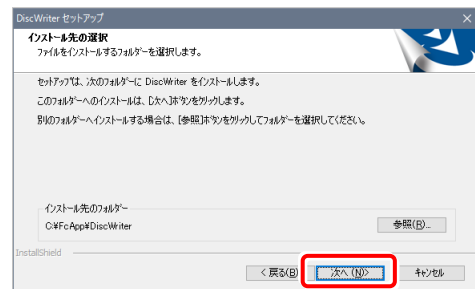 DiscWriter セットアップ
インストール先の選択
ファイルをインストールするフォルダーを選択します。
セットアップは、次のフォルダーに DiscWriter をインストールします。
このフォルダーへのインストールは、[次へ]ボタンをクリックします。
別のフォルダーへインストールする場合は、[参照]ボタンをクリックしてフォルダーを選択してください。
インストール先のフォルダー
C:¥FcApp¥DiscWriter
参照(R)...
InstallShield
< 戻る(B)
次へ (N)>
キャンセル